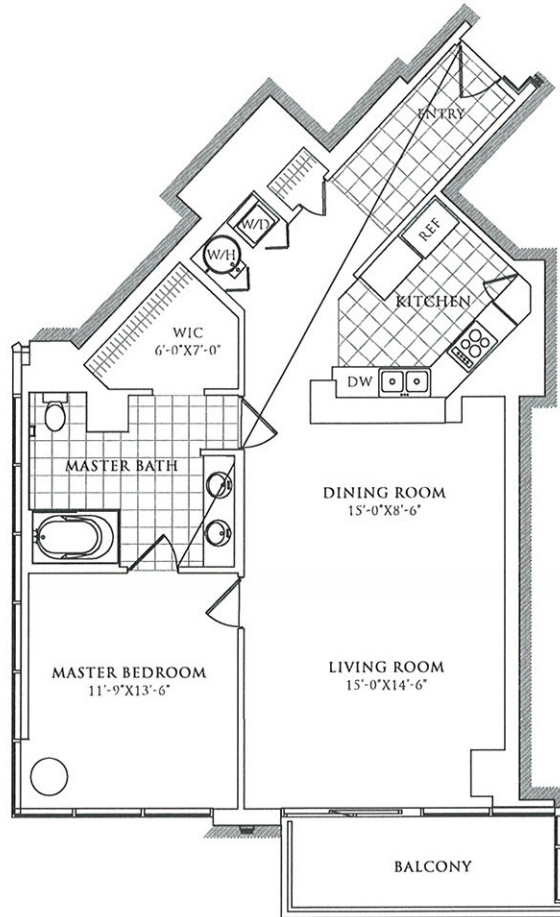 ENTRY
REF
W/D
W/H
KITCHEN
WIC
6'-0"X7'-0"
DW
MASTER BATH
DINING ROOM
15'-0"X8'-6"
MASTER BEDROOM
11'-9"X13'-6"
LIVING ROOM
15'-0"X14'-6"
BALCONY